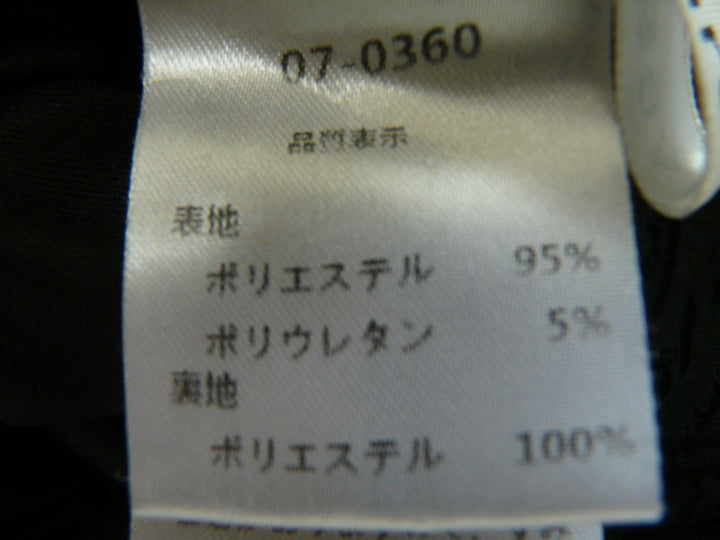 07-0360
品質表示
表地
ポリエステル 95%
ポリウレタン 5%
裏地
ポリエステル 100%